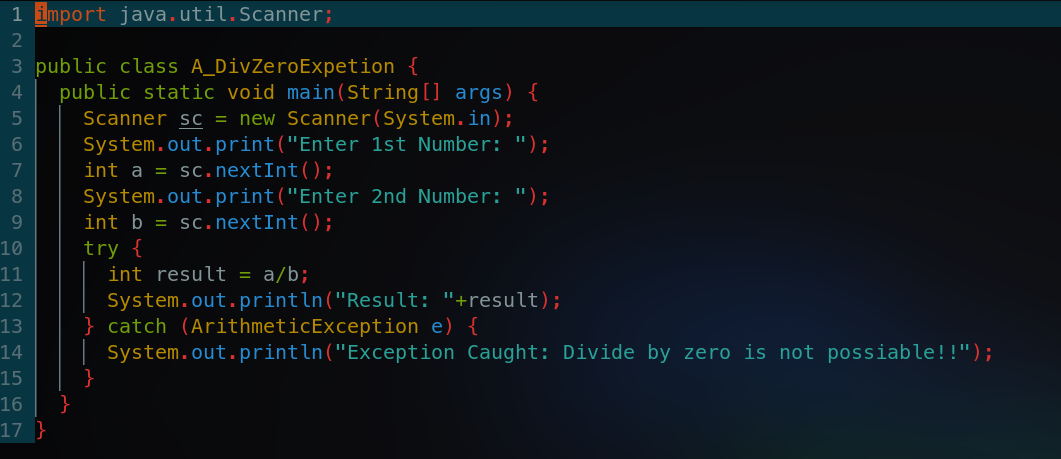 1 import java.util.Scanner;
2
3 public class A_DivZeroExpetion {
4   public static void main(String[] args) {
5     Scanner sc = new Scanner(System.in);
6     System.out.print("Enter 1st Number: ");
7     int a = sc.nextInt();
8     System.out.print("Enter 2nd Number: ");
9     int b = sc.nextInt();
10     try {
11       int result = a/b;
12       System.out.println("Result: "+result);
13     } catch (ArithmeticException e) {
14       System.out.println("Exception Caught: Divide by zero is not possiable!!");
15     }
16   }
17 }